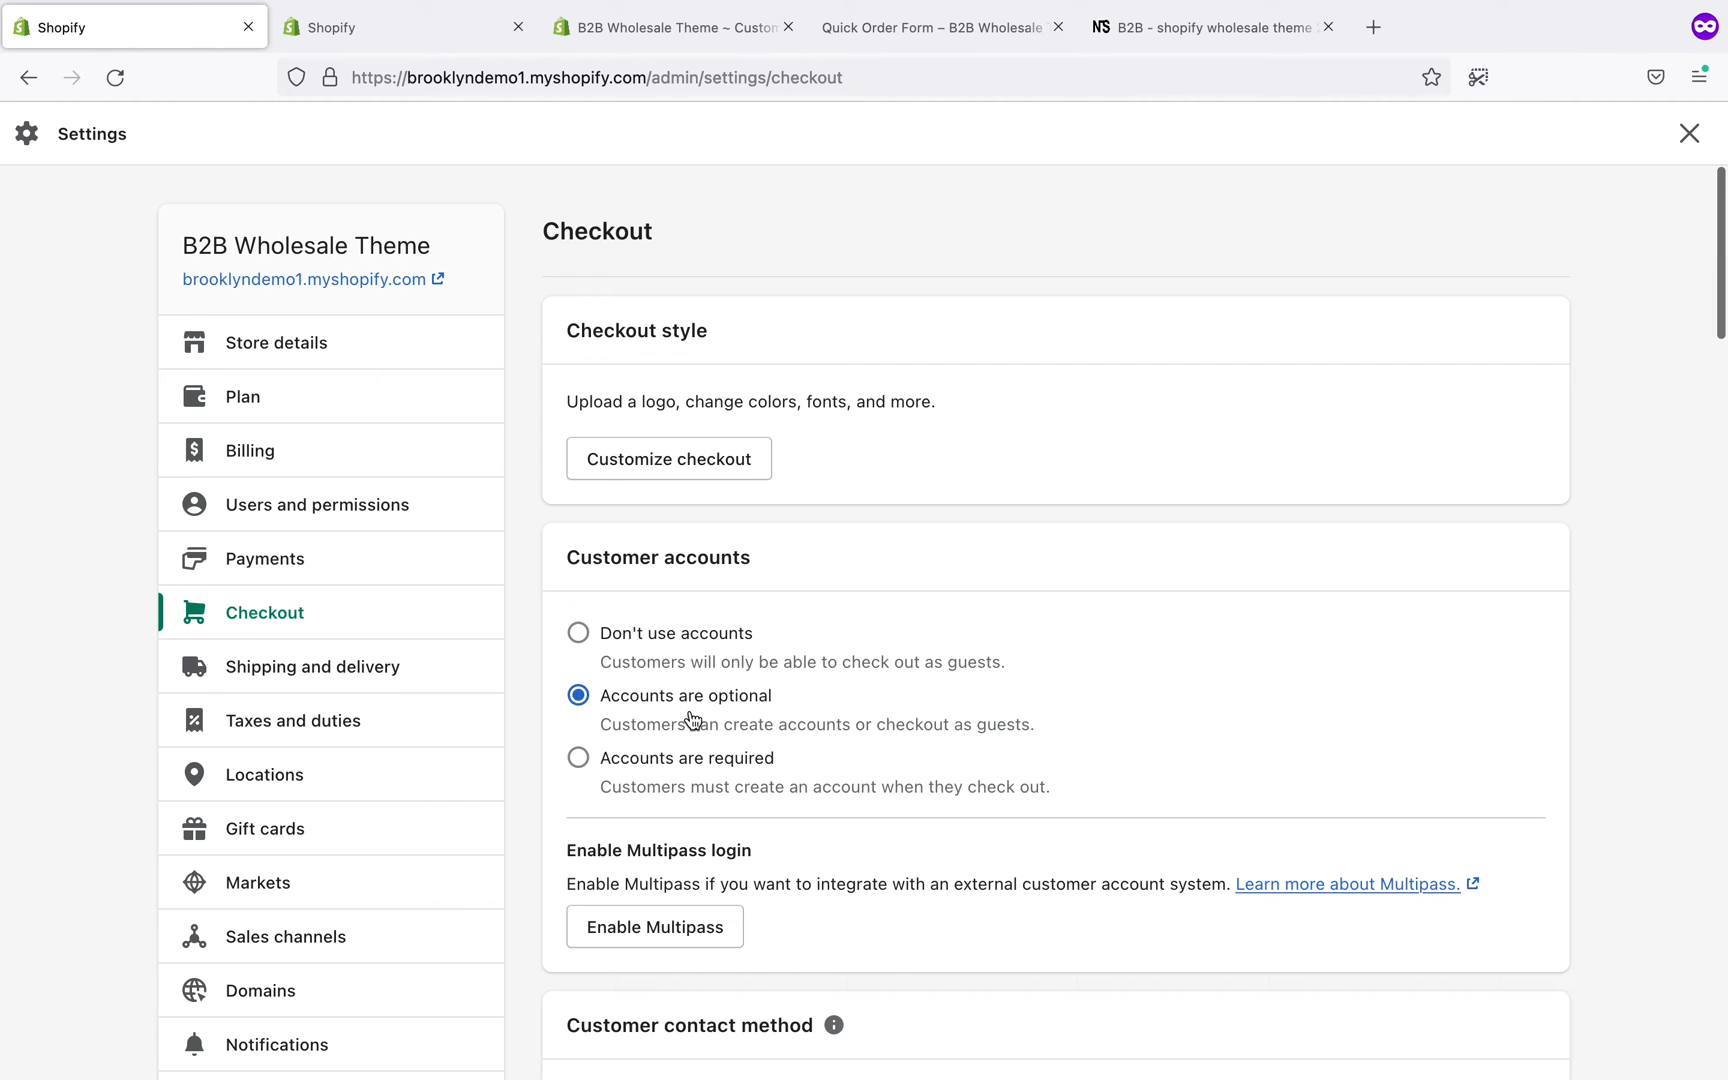 Shopify
Shopify
B2B Wholesale Theme ~ Custom
Quick Order Form – B2B Wholesale
B2B - shopify wholesale theme
https://brooklyndemo1.myshopify.com/admin/settings/checkout
Settings
B2B Wholesale Theme
brooklyndemo1.myshopify.com
Store details
Plan
Billing
Users and permissions
Payments
Checkout
Shipping and delivery
Taxes and duties
Locations
Gift cards
Markets
Sales channels
Domains
Notifications
Checkout
Checkout style
Upload a logo, change colors, fonts, and more.
Customize checkout
Customer accounts
Don't use accounts
Customers will only be able to check out as guests.
Accounts are optional
Customers can create accounts or checkout as guests.
Accounts are required
Customers must create an account when they check out.
Enable Multipass login
Enable Multipass if you want to integrate with an external customer account system. Learn more about Multipass.
Enable Multipass
Customer contact method